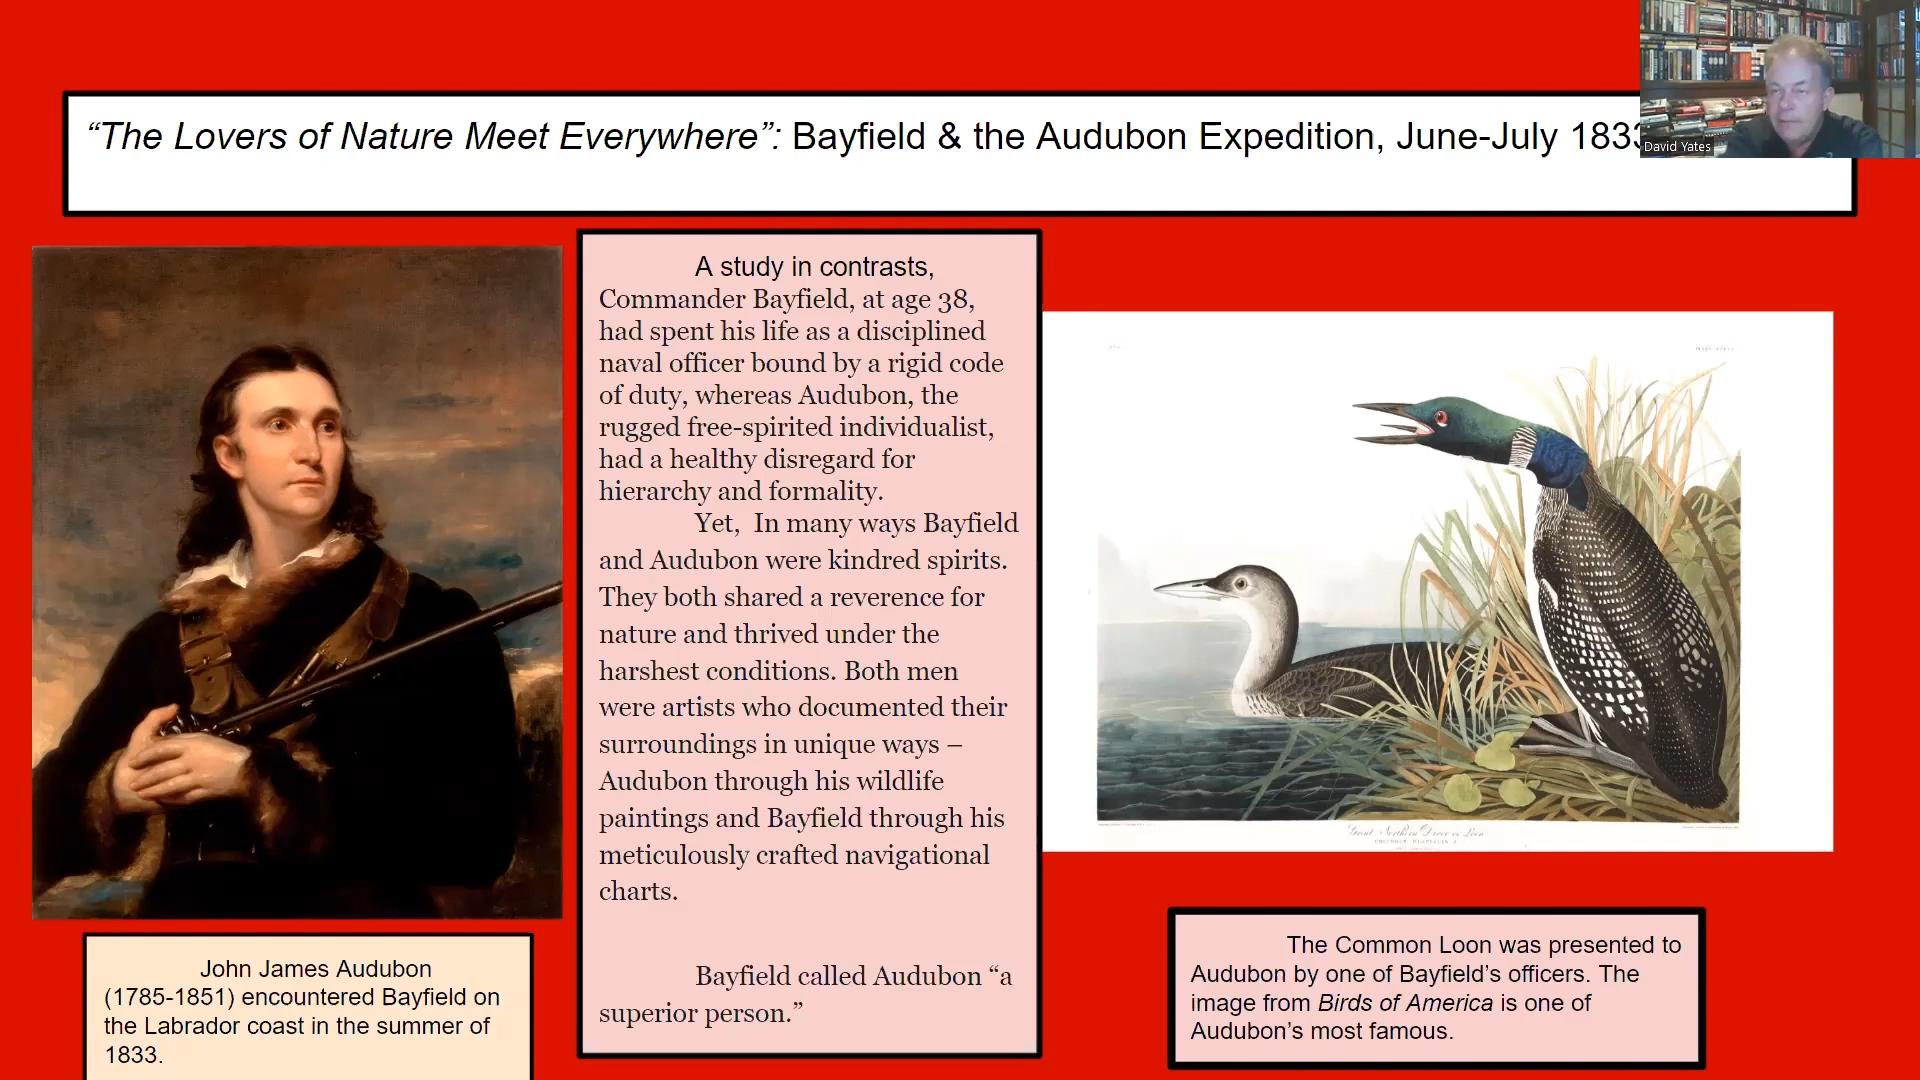 “The Lovers of Nature Meet Everywhere”: Bayfield & the Audubon Expedition, June-July 1833
David Yates
A study in contrasts,
Commander Bayfield, at age 38,
had spent his life as a disciplined
naval officer bound by a rigid code
of duty, whereas Audubon, the
rugged free-spirited individualist,
had a healthy disregard for
hierarchy and formality.
Yet,  In many ways Bayfield
and Audubon were kindred spirits.
They both shared a reverence for
nature and thrived under the
harshest conditions. Both men
were artists who documented their
surroundings in unique ways –
Audubon through his wildlife
paintings and Bayfield through his
meticulously crafted navigational
charts.
Bayfield called Audubon “a
superior person.”
John James Audubon
(1785-1851) encountered Bayfield on
the Labrador coast in the summer of
1833.
Great Northern Diver or Loon
The Common Loon was presented to
Audubon by one of Bayfield’s officers. The
image from Birds of America is one of
Audubon’s most famous.